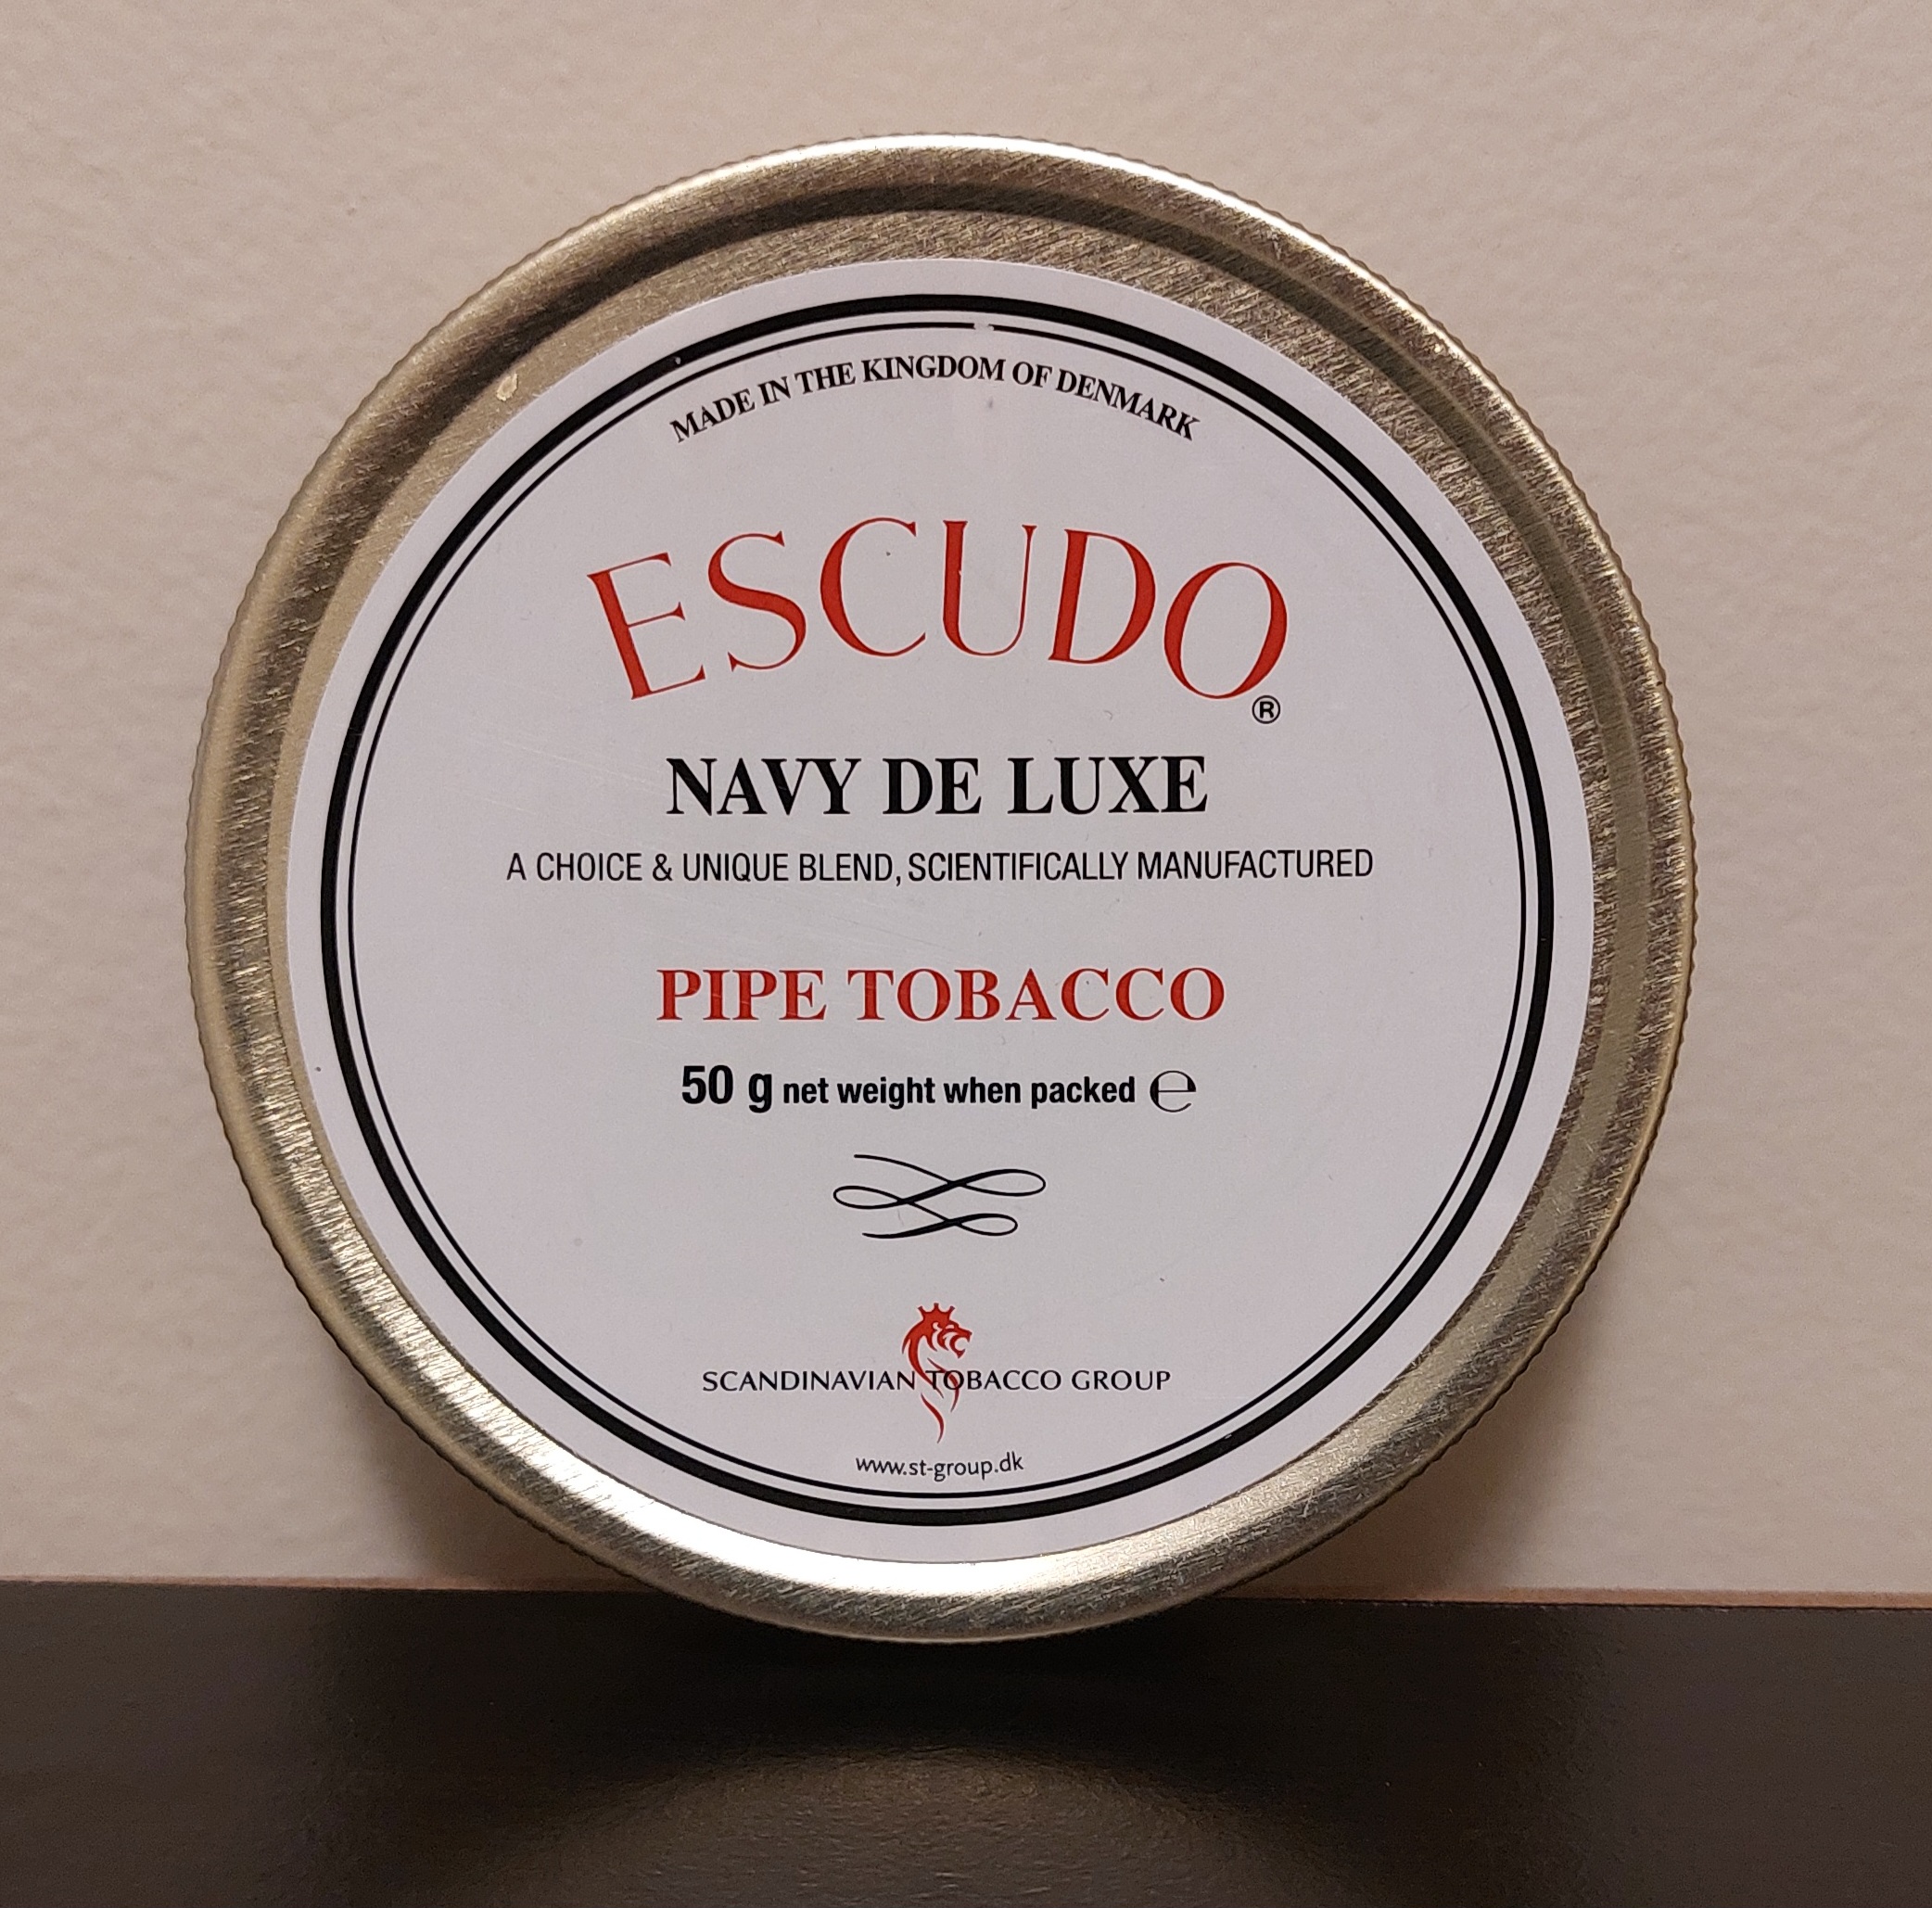 MADE IN THE KINGDOM OF DENMARK
ESCUDO®
NAVY DE LUXE
A CHOICE & UNIQUE BLEND, SCIENTIFICALLY MANUFACTURED
PIPE TOBACCO
50 g net weight when packed ℮
SCANDINAVIAN TOBACCO GROUP
www.st-group.dk